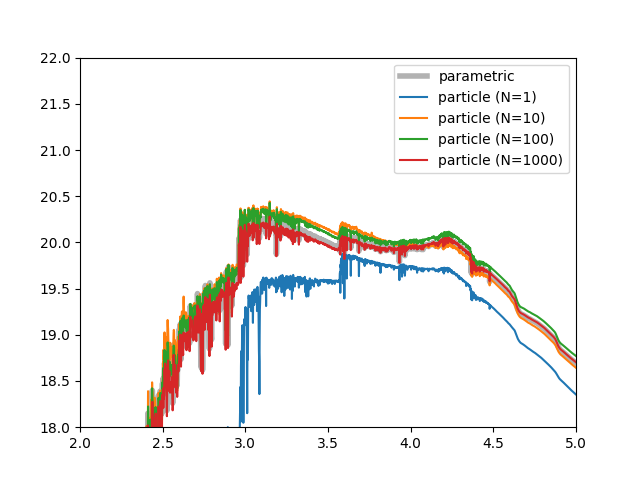 22.0
21.5
21.0
20.5
20.0
19.5
19.0
18.5
18.0
2.0 2.5 3.0 3.5 4.0 4.5 5.0
parametric
particle (N=1)
particle (N=10)
particle (N=100)
particle (N=1000)